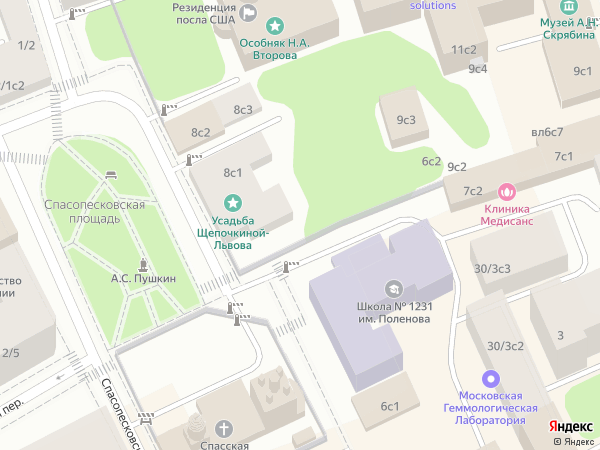 solutions
Резиденция
посла США
Особняк Н.А.
Второва
Музей А.Н.
Скрябина
1/2
11с2
9с4
9с1
8с3
8с2
9с3
вл6с7
6с2
9с2
7с1
8с1
7с2
Клиника
Медисанс
Спасопесковская
площадь
Усадьба
Щепочкиной-
Львова
А.С. Пушкин
30/3с3
Школа № 1231
им. Поленова
3
30/3с2
2/5
Спасопесковск
пер.
6с1
Московская
Геммологическая
Лаборатория
Спасская
© Яндекс
© Яндекс